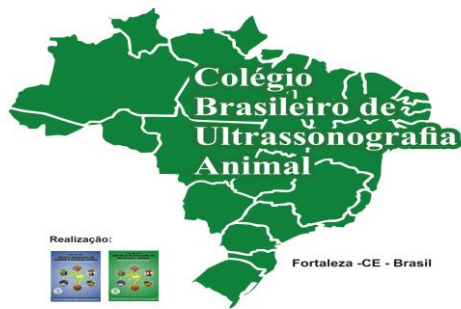 Colégio
Brasileiro de
Ultrassonografia
Animal
Realização:
Fortaleza -CE - Brasil